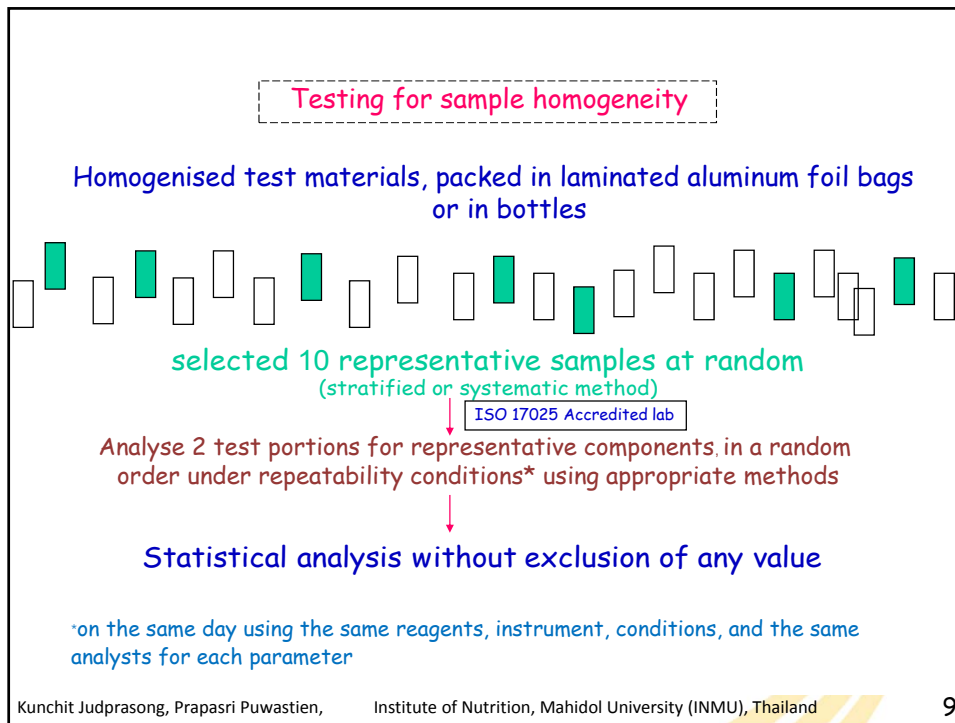 Testing for sample homogeneity
Homogenised test materials, packed in laminated aluminum foil bags
or in bottles
selected 10 representative samples at random
(stratified or systematic method)
ISO 17025 Accredited lab
Analyse 2 test portions for representative components, in a random
order under repeatability conditions* using appropriate methods
Statistical analysis without exclusion of any value
*on the same day using the same reagents, instrument, conditions, and the same
analysts for each parameter
Kunchit Judprasong, Prapasri Puwastien, Institute of Nutrition, Mahidol University (INMU), Thailand 9